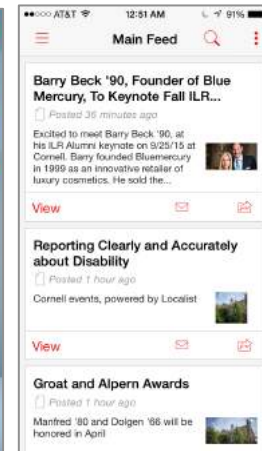 AT&T 12:51 AM 91%
Main Feed
Barry Beck '90, Founder of Blue
Mercury, To Keynote Fall ILR...
Posted 36 minutes ago
Excited to meet Barry Beck '90, at
his ILR Alumni keynote on 9/25/15 at
Cornell. Barry founded Bluemercury
in 1999 as an innovative retailer of
luxury cosmetics. He sold the...
View
Reporting Clearly and Accurately
about Disability
Posted 1 hour ago
Cornell events, powered by Localist
View
Groat and Alpern Awards
Posted 1 hour ago
Manfred '80 and Dolgen '66 will be
honored in April